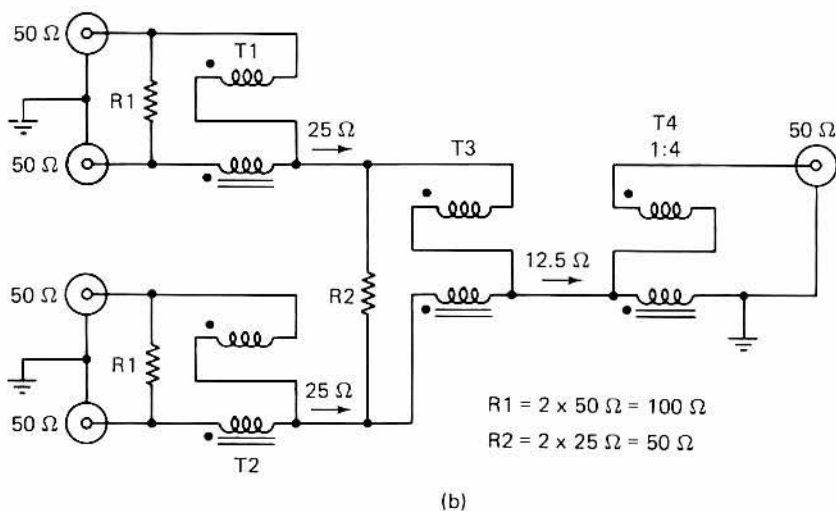 50 Ω
T1
R1
25 Ω
50 Ω
T3
T4
1:4
50 Ω
50 Ω
R2
12.5 Ω
R1
25 Ω
50 Ω
T2
R1 = 2 x 50 Ω = 100 Ω
R2 = 2 x 25 Ω = 50 Ω
(b)